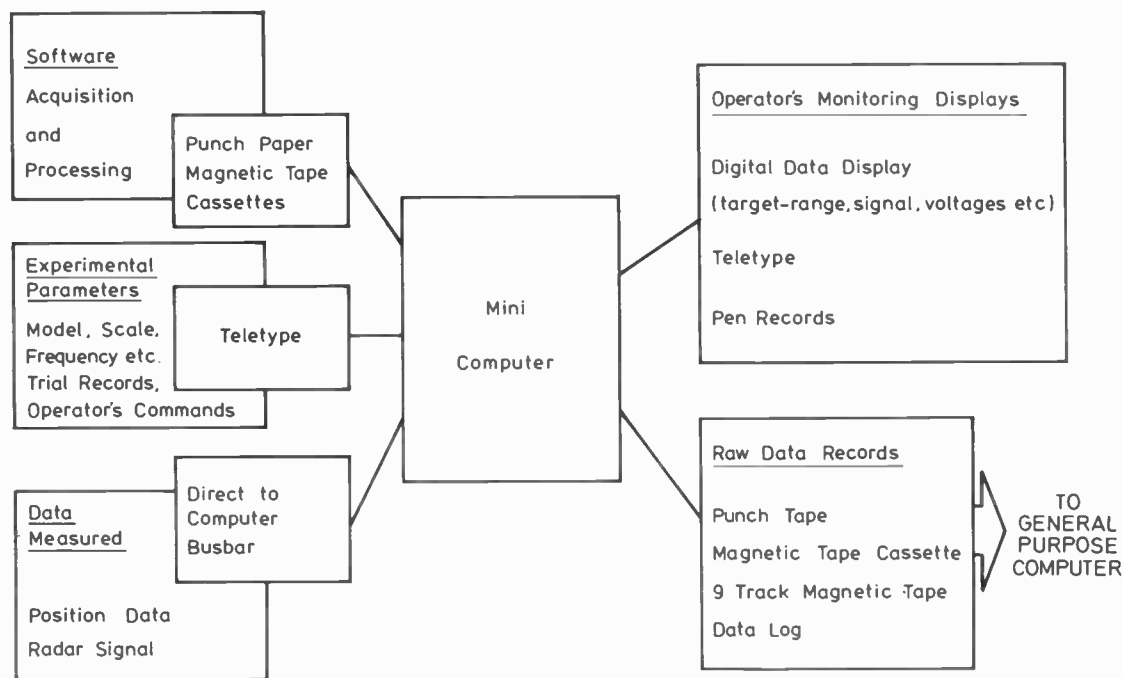 Software
Acquisition
and
Processing
Punch Paper
Magnetic Tape
Cassettes
Experimental
Parameters
Model, Scale,
Frequency etc.
Trial Records,
Operator's Commands
Teletype
Data
Measured
Position Data
Radar Signal
Direct to
Computer
Busbar
Mini
Computer
Operator's Monitoring Displays
Digital Data Display
(target-range, signal, voltages etc)
Teletype
Pen Records
Raw Data Records
Punch Tape
Magnetic Tape Cassette
9 Track Magnetic Tape
Data Log
TO
GENERAL
PURPOSE
COMPUTER